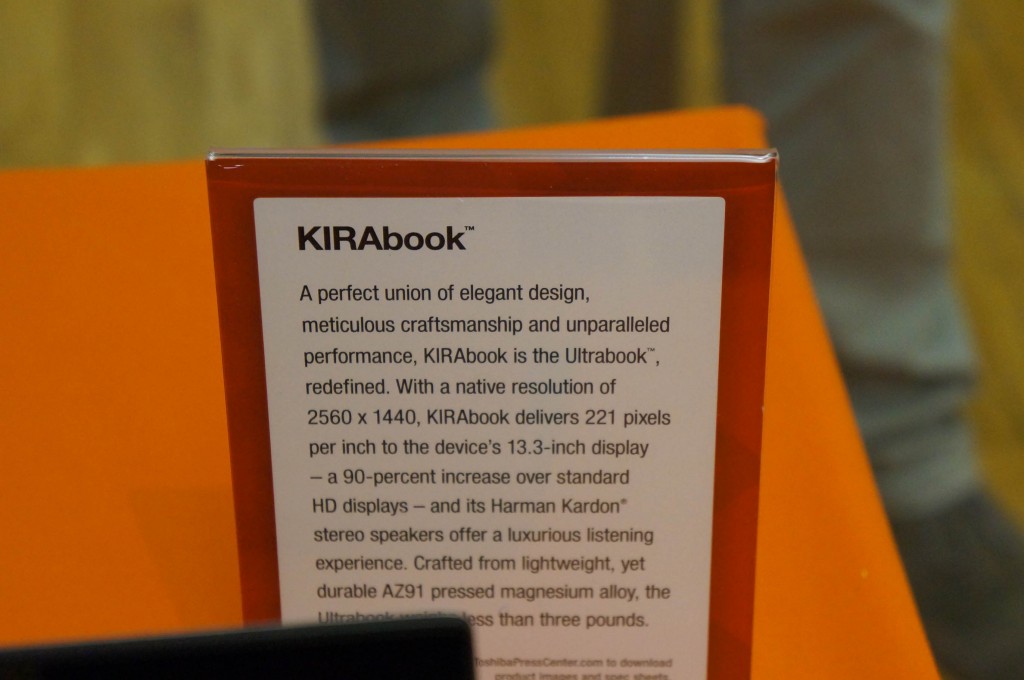 KIRAbook™
A perfect union of elegant design,
meticulous craftsmanship and unparalleled
performance, KIRAbook is the Ultrabook™,
redefined. With a native resolution of
2560 x 1440, KIRAbook delivers 221 pixels
per inch to the device's 13.3-inch display
– a 90-percent increase over standard
HD displays – and its Harman Kardon®
stereo speakers offer a luxurious listening
experience. Crafted from lightweight, yet
durable AZ91 pressed magnesium alloy, the
Ultrabook weighs less than three pounds.
ToshibaPressCenter.com to download
product images and spec sheets